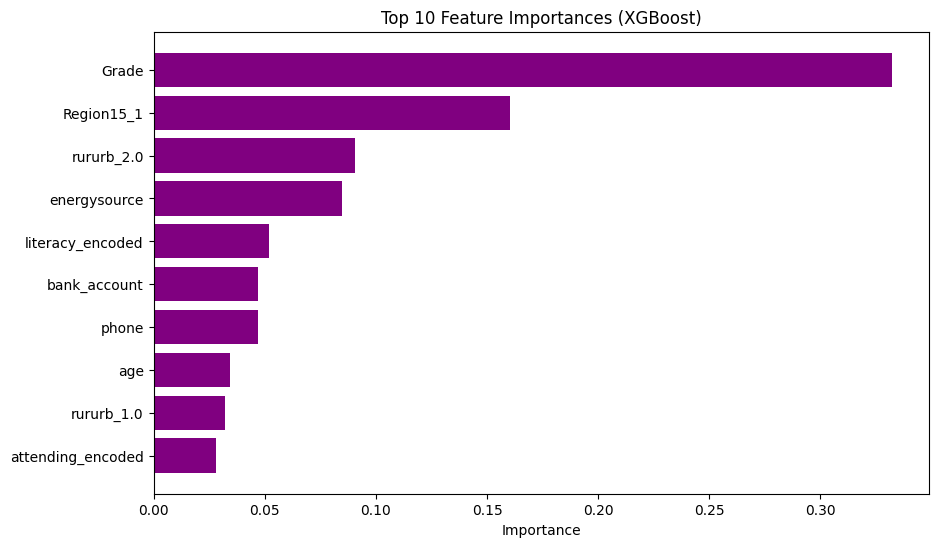 Top 10 Feature Importances (XGBoost)
Grade
Region15_1
rururb_2.0
energysource
literacy_encoded
bank_account
phone
age
rururb_1.0
attending_encoded
0.00 0.05 0.10 0.15 0.20 0.25 0.30
Importance